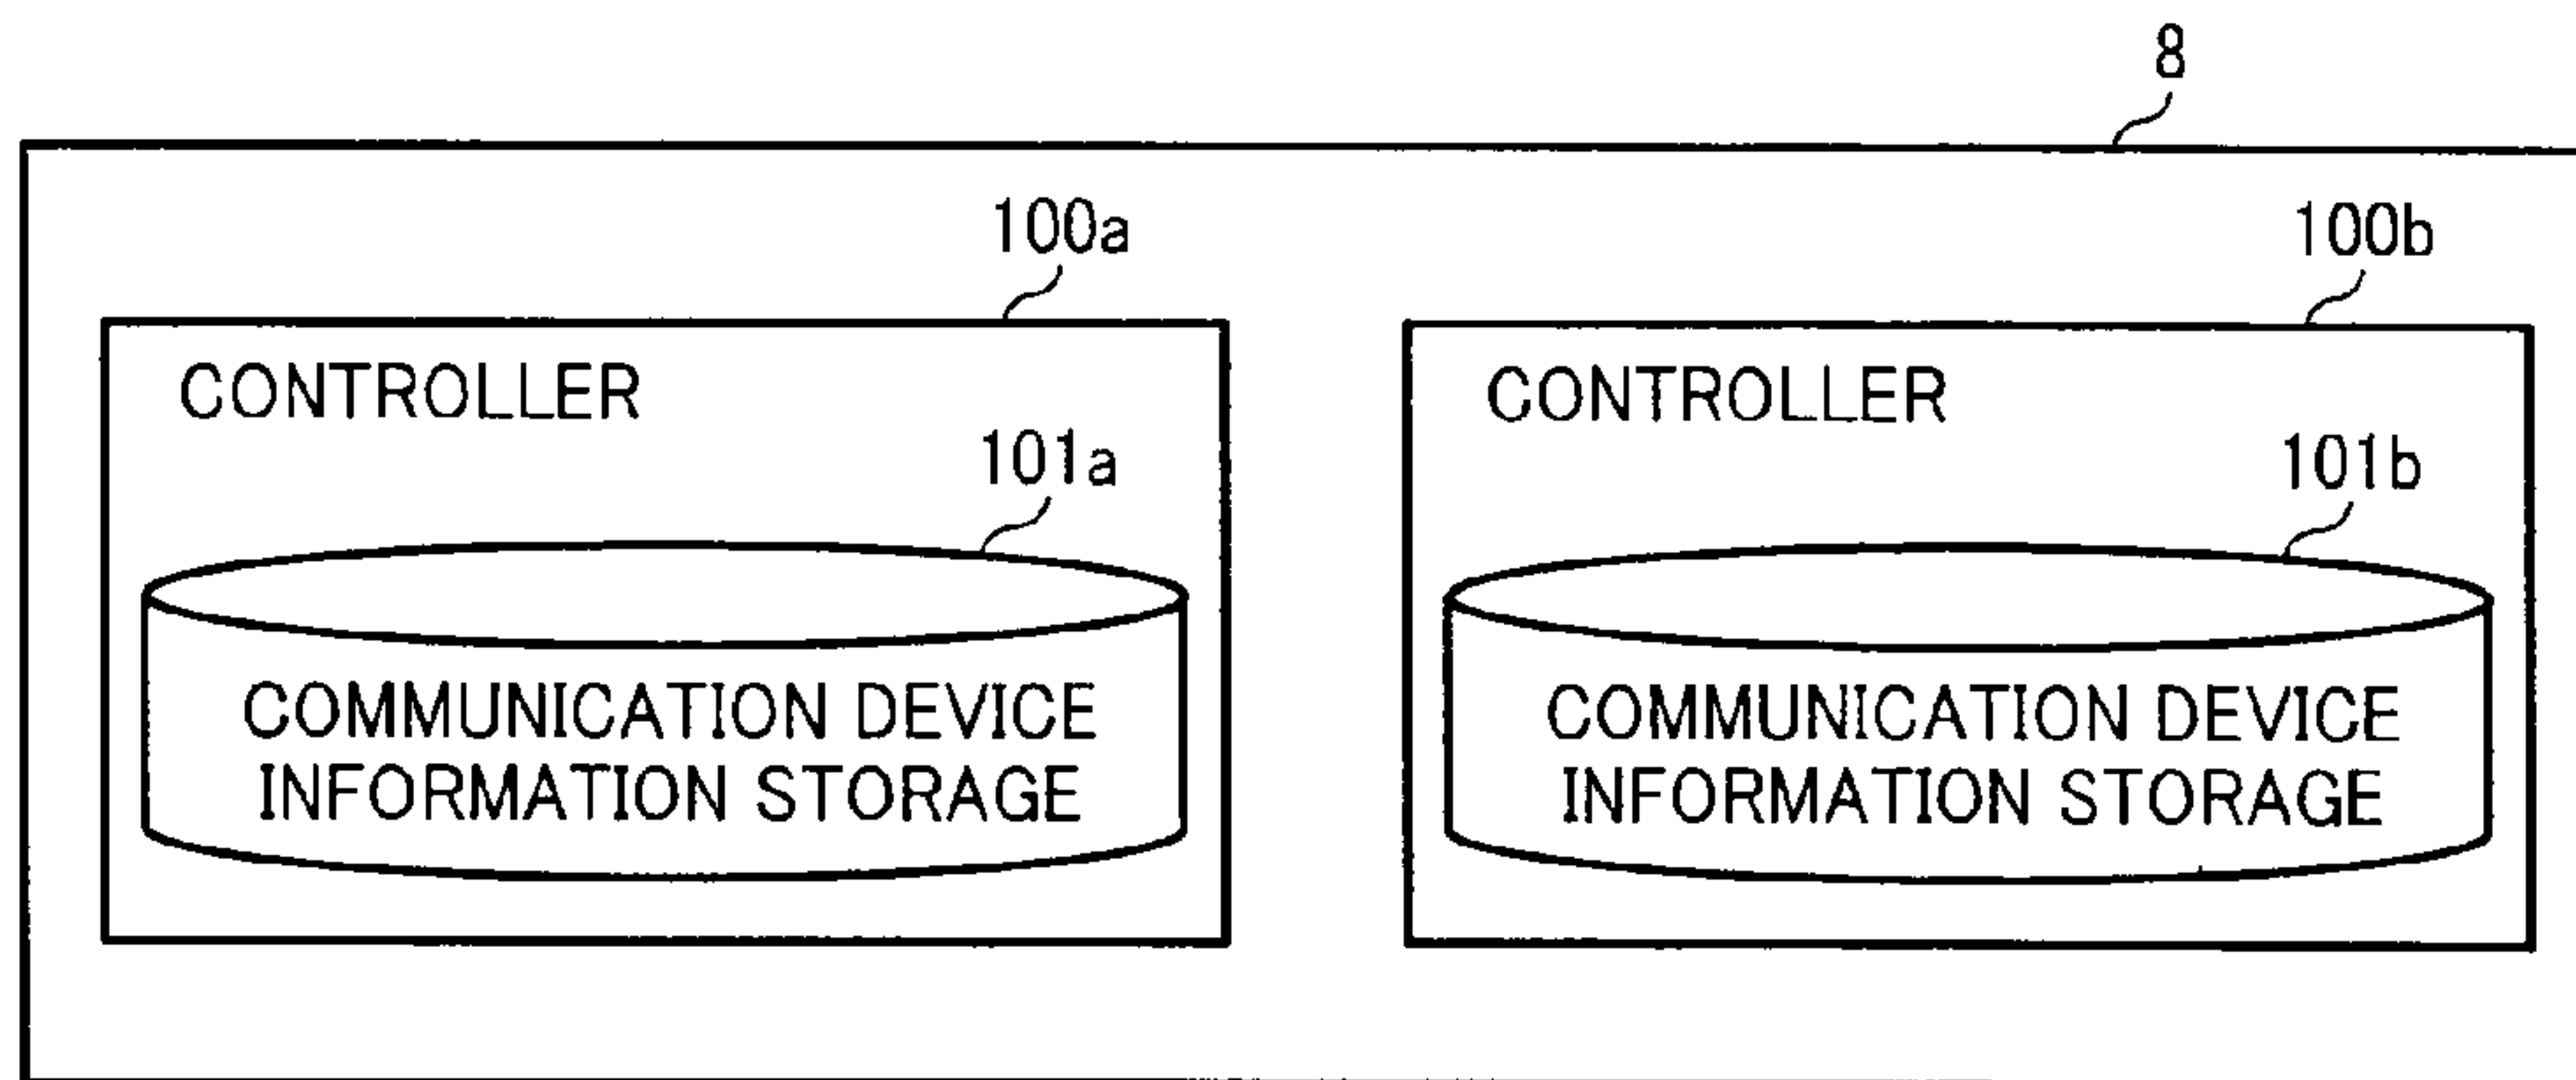 8
100a
100b
CONTROLLER
CONTROLLER
101a
101b
COMMUNICATION DEVICE
INFORMATION STORAGE
COMMUNICATION DEVICE
INFORMATION STORAGE